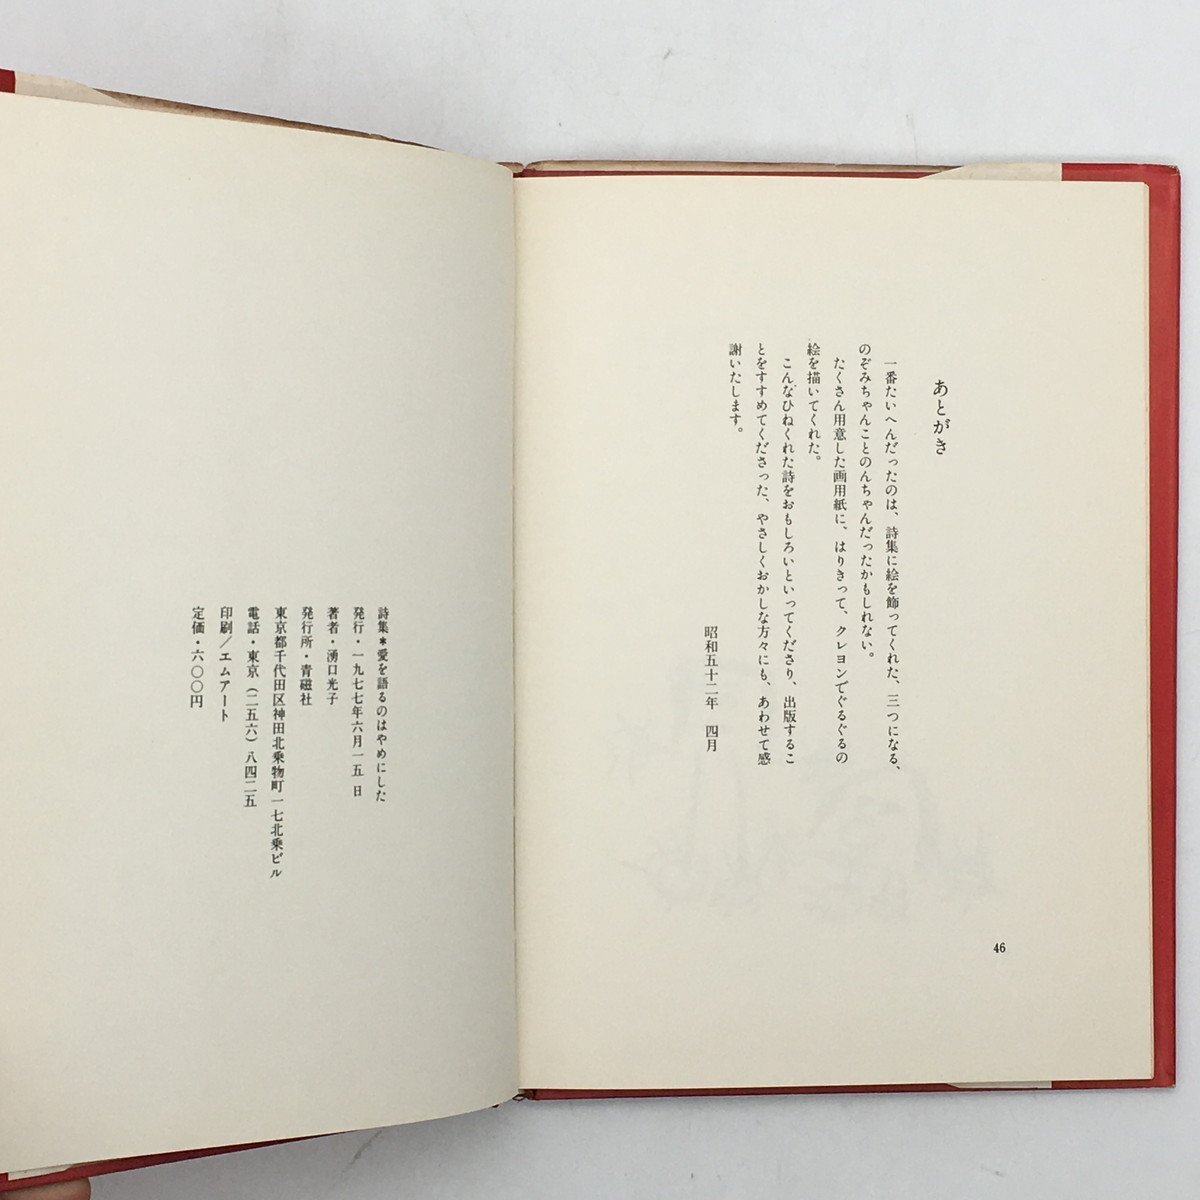 あとがき
一番たいへんだったのは、詩集に絵を飾ってくれた、三つになる、
のぞみちゃんことのんちゃんだったかもしれない。
たくさん用意した画用紙に、はりきって、クレヨンでぐるぐるの
絵を描いてくれた。
こんなひねくれた詩をおもしろいといってくださり、出版するこ
とをすすめてくださった、やさしくおかしな方々にも、あわせて感
謝いたします。
昭和五十二年　四月
46
詩集＊愛を語るのはやめにした
発行・一九七七年六月一五日
著者・湧口光子
発行所・青磁社
東京都千代田区神田北乗物町一七北乗ビル
電話・東京（二五六）八四二五
印刷／エムアート
定価・六〇〇円